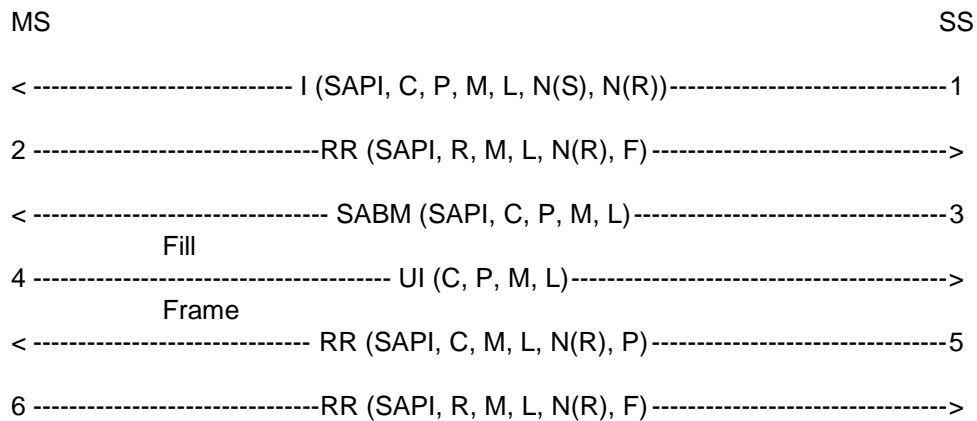 MS SS
< ----------------------------- I (SAPI, C, P, M, L, N(S), N(R))-------------------------------1
2 --------------------------------RR (SAPI, R, M, L, N(R), F)---------------------------------->
< --------------------------------- SABM (SAPI, C, P, M, L)-----------------------------------3
Fill
4 ---------------------------------------- UI (C, P, M, L)------------------------------------------>
Frame
< ------------------------------- RR (SAPI, C, M, L, N(R), P)---------------------------------5
6 --------------------------------RR (SAPI, R, M, L, N(R), F)---------------------------------->